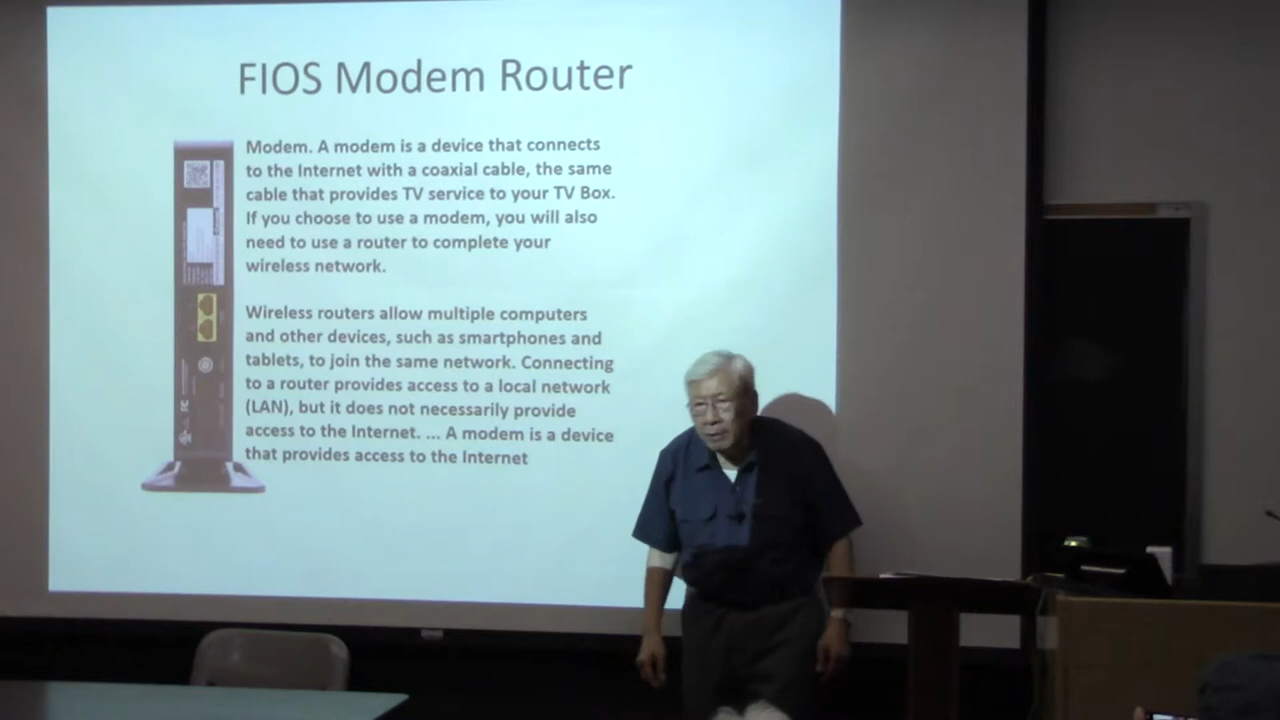 FIOS Modem Router
Modem. A modem is a device that connects
to the Internet with a coaxial cable, the same
cable that provides TV service to your TV Box.
If you choose to use a modem, you will also
need to use a router to complete your
wireless network.
Wireless routers allow multiple computers
and other devices, such as smartphones and
tablets, to join the same network. Connecting
to a router provides access to a local network
(LAN), but it does not necessarily provide
access to the Internet. ... A modem is a device
that provides access to the Internet